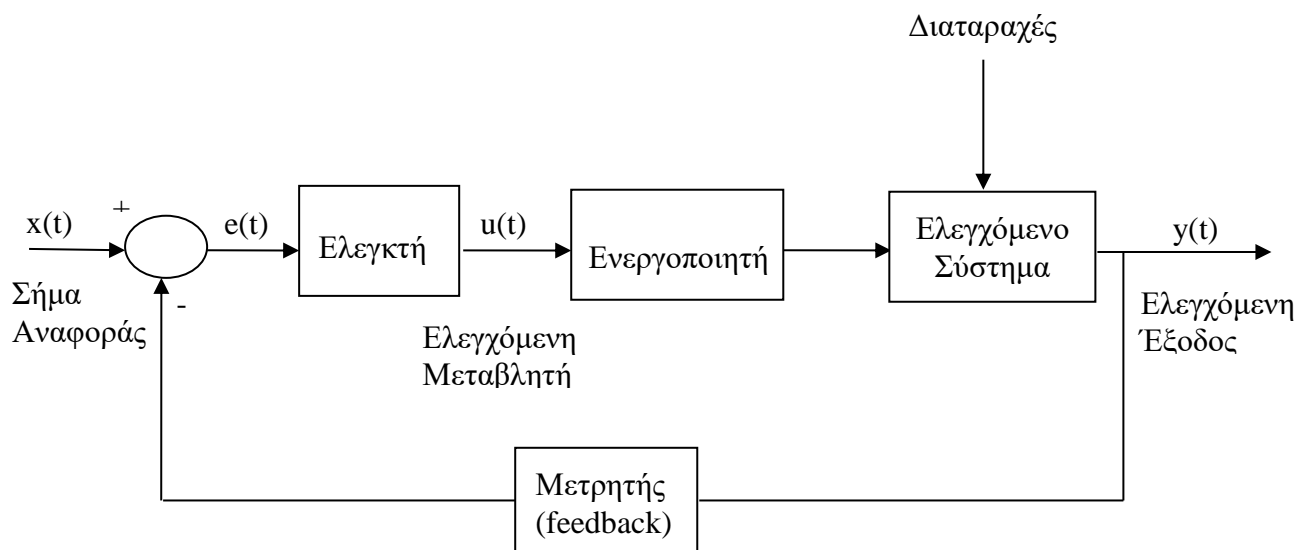 Διαταραχές
x(t)
+
e(t)
Ελεγκτή
u(t)
Ενεργοποιητή
Ελεγχόμενο
Σύστημα
y(t)
Σήμα
Αναφοράς
-
Ελεγχόμενη
Μεταβλητή
Ελεγχόμενη
Έξοδος
Μετρητής
(feedback)